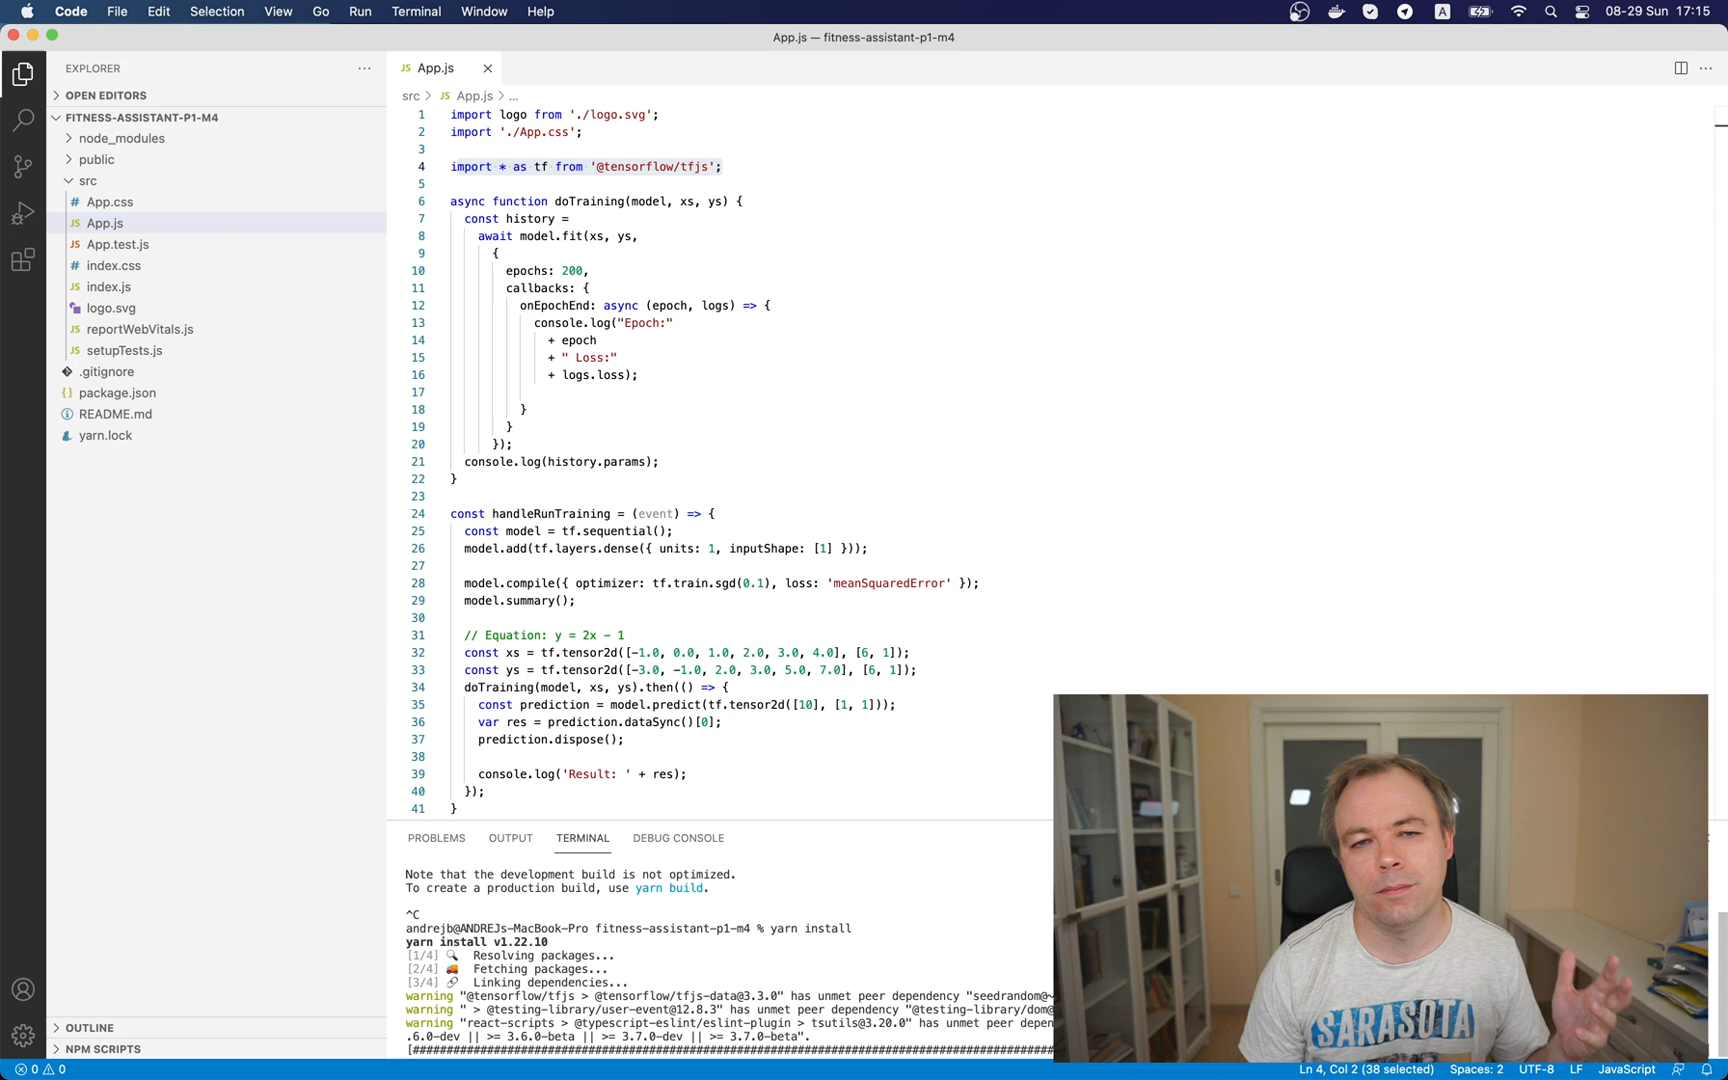 Code File Edit Selection View Go Run Terminal Window Help A 08-29 Sun 17:15
App.js — fitness-assistant-p1-m4
EXPLORER ···
OPEN EDITORS
FITNESS-ASSISTANT-P1-M4
node_modules
public
src
# App.css
JS App.js
JS App.test.js
# index.css
JS index.js
logo.svg
JS reportWebVitals.js
JS setupTests.js
.gitignore
{} package.json
README.md
yarn.lock
OUTLINE
NPM SCRIPTS
JS App.js
src > JS App.js > ...
1 import logo from './logo.svg';
2 import './App.css';
3
4 import * as tf from '@tensorflow/tfjs';
5
6 async function doTraining(model, xs, ys) {
7 const history =
8 await model.fit(xs, ys,
9 {
10 epochs: 200,
11 callbacks: {
12 onEpochEnd: async (epoch, logs) => {
13 console.log("Epoch:"
14 + epoch
15 + " Loss:"
16 + logs.loss);
17
18 }
19 }
20 });
21 console.log(history.params);
22 }
23
24 const handleRunTraining = (event) => {
25 const model = tf.sequential();
26 model.add(tf.layers.dense({ units: 1, inputShape: [1] }));
27
28 model.compile({ optimizer: tf.train.sgd(0.1), loss: 'meanSquaredError' });
29 model.summary();
30
31 // Equation: y = 2x - 1
32 const xs = tf.tensor2d([-1.0, 0.0, 1.0, 2.0, 3.0, 4.0], [6, 1]);
33 const ys = tf.tensor2d([-3.0, -1.0, 2.0, 3.0, 5.0, 7.0], [6, 1]);
34 doTraining(model, xs, ys).then(() => {
35 const prediction = model.predict(tf.tensor2d([10], [1, 1]));
36 var res = prediction.dataSync()[0];
37 prediction.dispose();
38
39 console.log('Result: ' + res);
40 });
41 }
PROBLEMS OUTPUT TERMINAL DEBUG CONSOLE
Note that the development build is not optimized.
To create a production build, use yarn build.
^C
andrejb@ANDREJs-MacBook-Pro fitness-assistant-p1-m4 % yarn install
yarn install v1.22.10
[1/4] Resolving packages...
[2/4] Fetching packages...
[3/4] Linking dependencies...
warning "@tensorflow/tfjs > @tensorflow/tfjs-data@3.3.0" has unmet peer dependency "seedrandom@~
warning " > @testing-library/user-event@12.8.3" has unmet peer dependency "@testing-library/dom@
warning "react-scripts > @typescript-eslint/eslint-plugin > tsutils@3.20.0" has unmet peer depen
.6.0-dev || >= 3.6.0-beta || >= 3.7.0-dev || >= 3.7.0-beta".
SARASOTA
0 0 Ln 4, Col 2 (38 selected) Spaces: 2 UTF-8 LF JavaScript